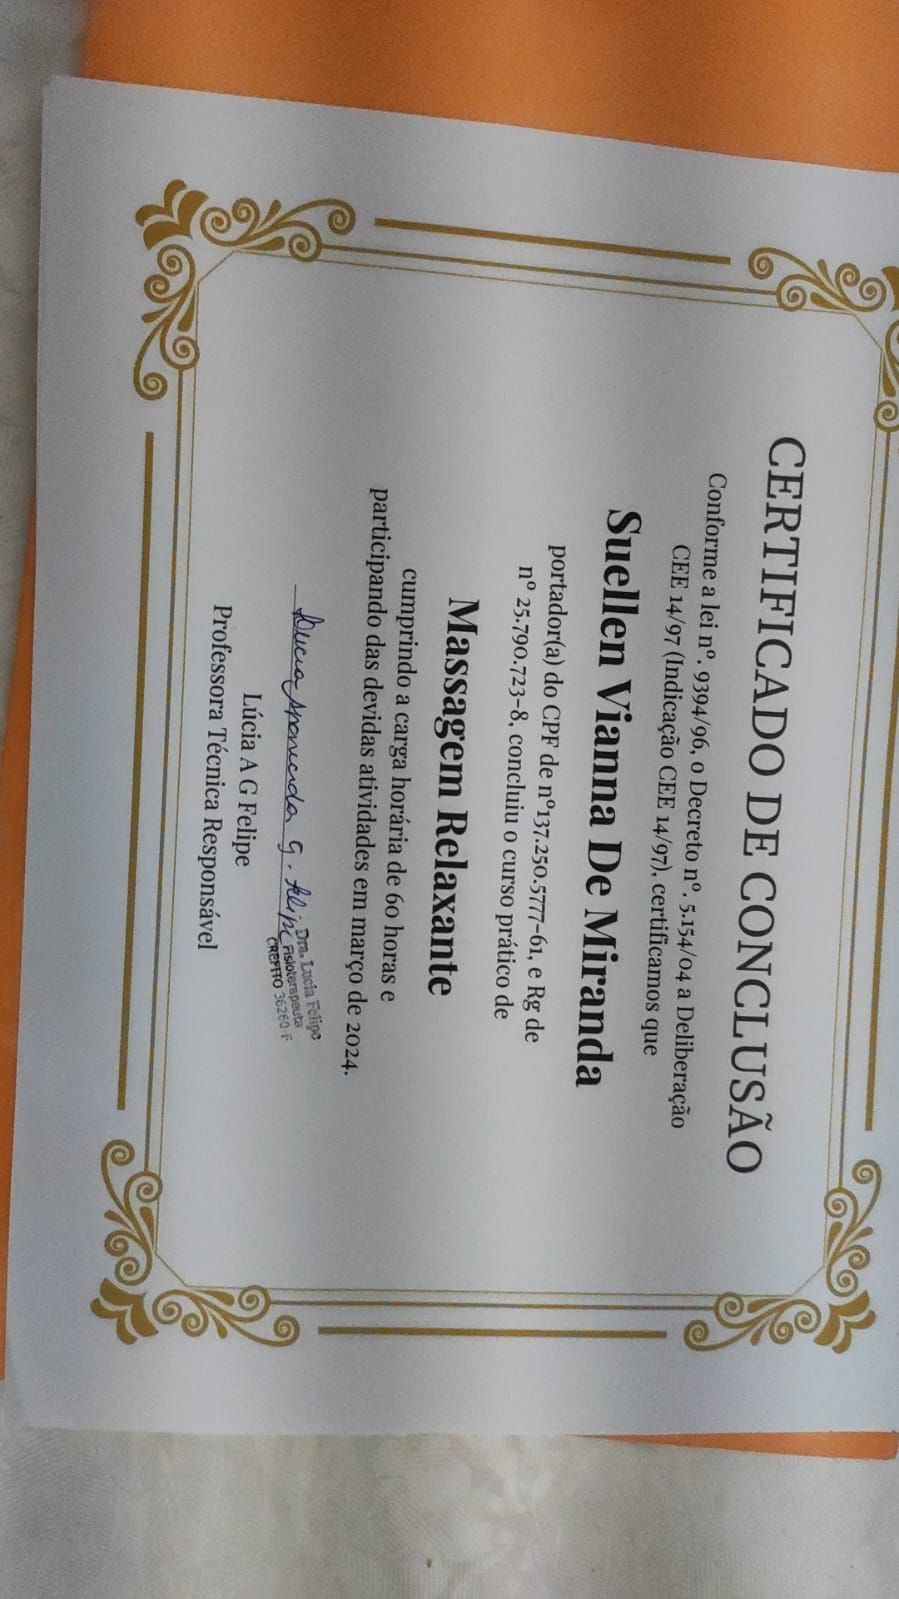 CERTIFICADO DE CONCLUSÃO
Conforme a lei nº. 9394/96, o Decreto nº. 5.154/04 a Deliberação
CEE 14/97 (Indicação CEE 14/97), certificamos que
Suellen Vianna De Miranda
portador(a) do CPF de nº137.250.5777-61, e Rg de
nº 25.790.723-8, concluiu o curso prático de
Massagem Relaxante
cumprindo a carga horária de 60 horas e
participando das devidas atividades em março de 2024.
Lúcia Aparecida G. Felipe
Dra. Lucia Felipe
Fisioterapeuta
CREFITO 36260-F
Lúcia A G Felipe
Professora Técnica Responsável